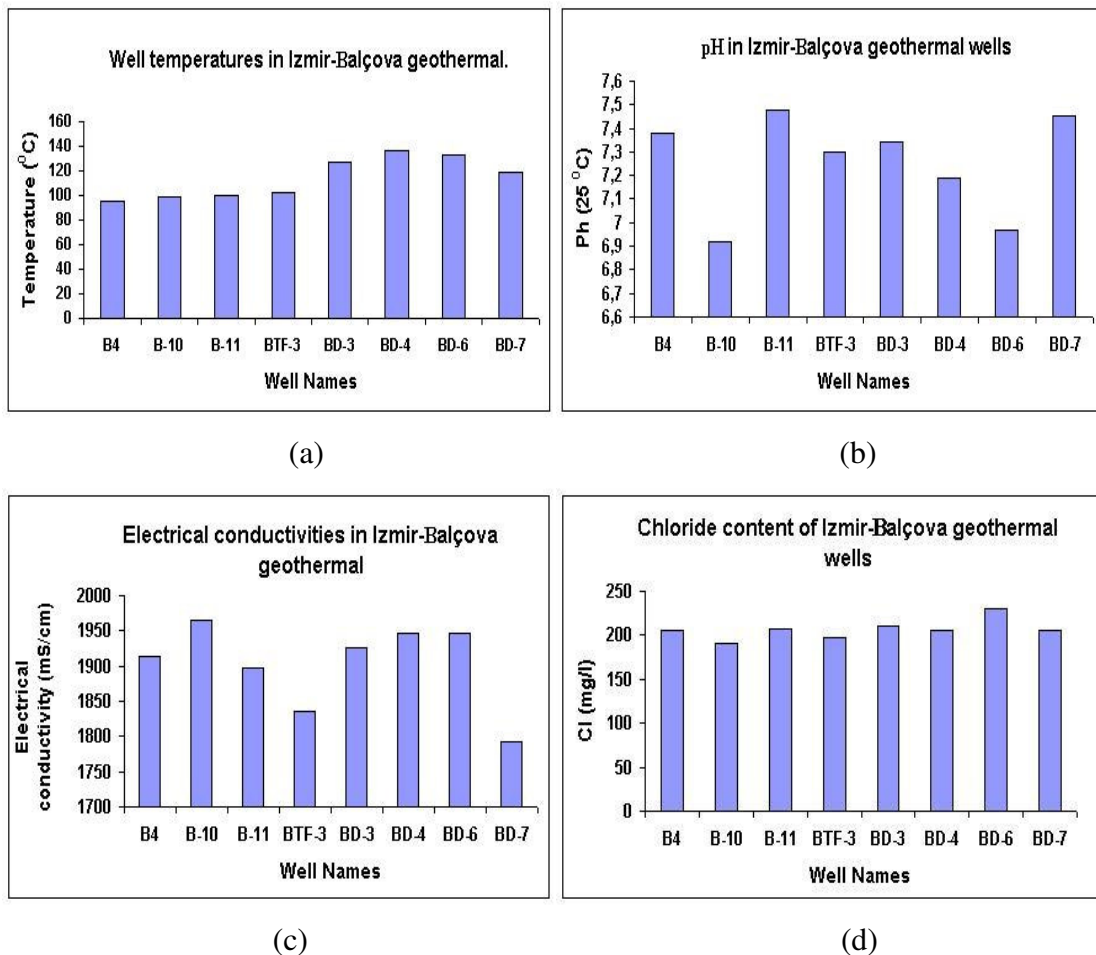 Well temperatures in Izmir-Balçova geothermal.
Temperature (⁰C)
160
140
120
100
80
60
40
20
0
B4 B-10 B-11 BTF-3 BD-3 BD-4 BD-6 BD-7
Well Names
(a)
pH in Izmir-Balçova geothermal wells
Ph (25 ⁰C)
7,6
7,5
7,4
7,3
7,2
7,1
7
6,9
6,8
6,7
6,6
B4 B-10 B-11 BTF-3 BD-3 BD-4 BD-6 BD-7
Well Names
(b)
Electrical conductivities in Izmir-Balçova
geothermal
Electrical
conductivity (mS/cm)
2000
1950
1900
1850
1800
1750
1700
B4 B-10 B-11 BTF-3 BD-3 BD-4 BD-6 BD-7
Well Names
(c)
Chloride content of Izmir-Balçova geothermal
wells
Cl (mg/l)
250
200
150
100
50
0
B4 B-10 B-11 BTF-3 BD-3 BD-4 BD-6 BD-7
Well Names
(d)